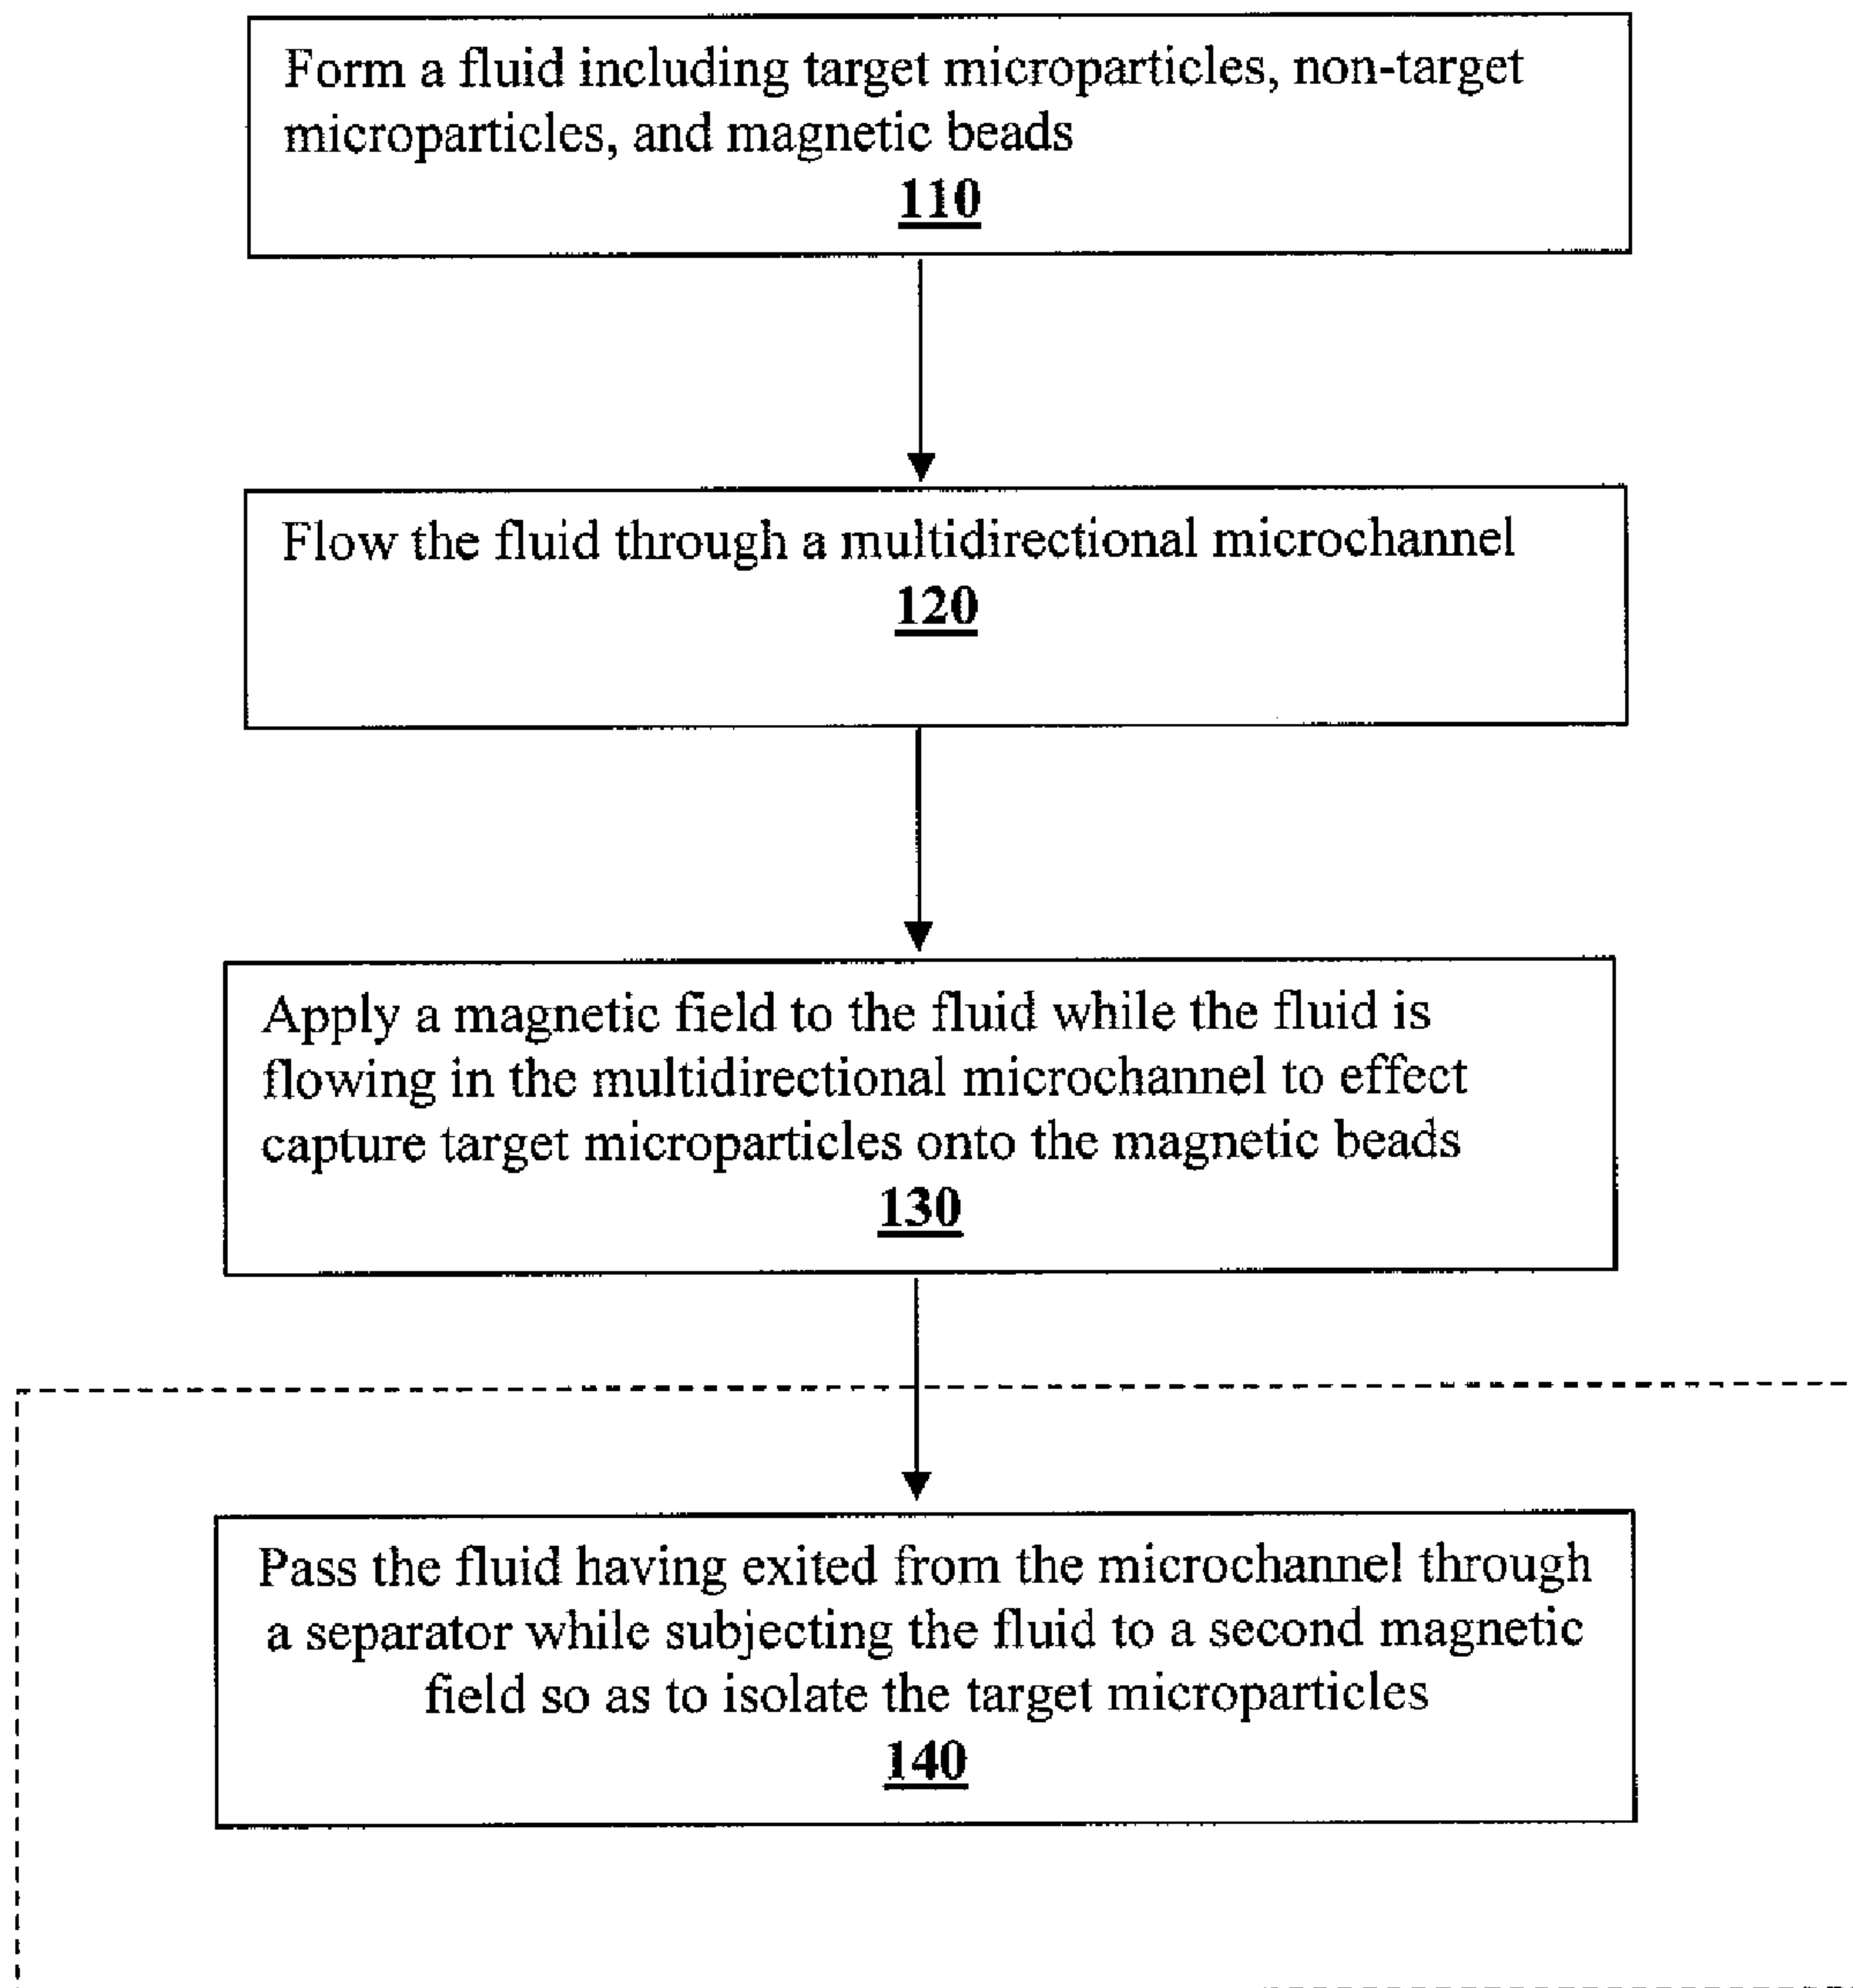 Form a fluid including target microparticles, non-target
microparticles, and magnetic beads
110
Flow the fluid through a multidirectional microchannel
120
Apply a magnetic field to the fluid while the fluid is
flowing in the multidirectional microchannel to effect
capture target microparticles onto the magnetic beads
130
Pass the fluid having exited from the microchannel through
a separator while subjecting the fluid to a second magnetic
field so as to isolate the target microparticles
140